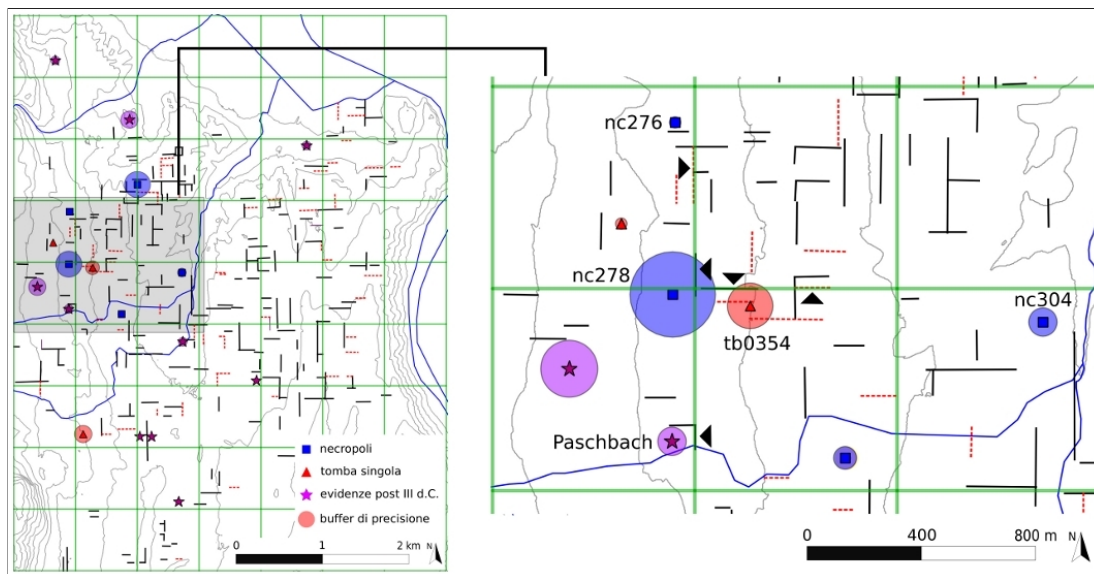 necropoli
tomba singola
evidenze post III d.C.
buffer di precisione
0 1 2 km N
nc276
nc278
nc304
tb0354
Paschbach
0 400 800 m N